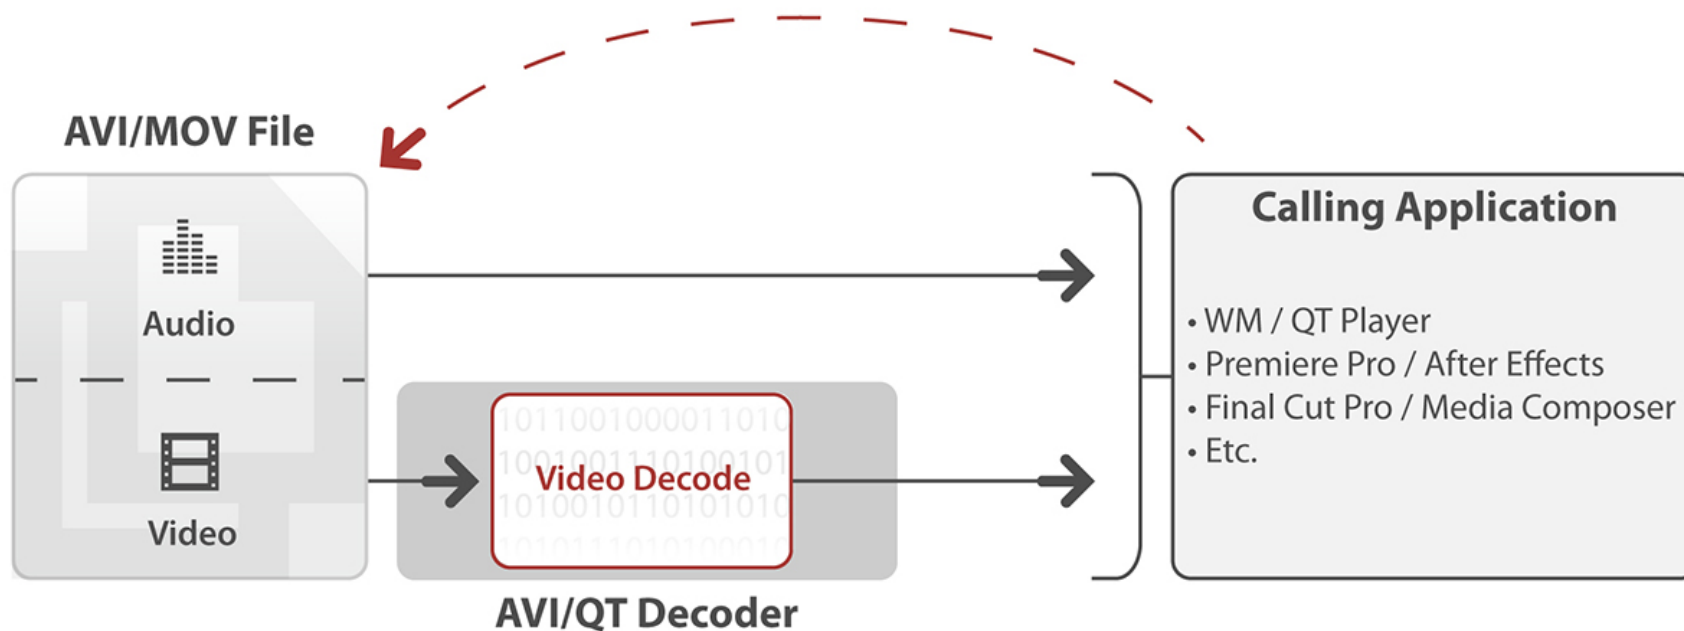 AVI/MOV File
Audio
Video
101100100001101C
Video Decode
AVI/QT Decoder
Calling Application
• WM / QT Player
• Premiere Pro / After Effects
• Final Cut Pro / Media Composer
• Etc.